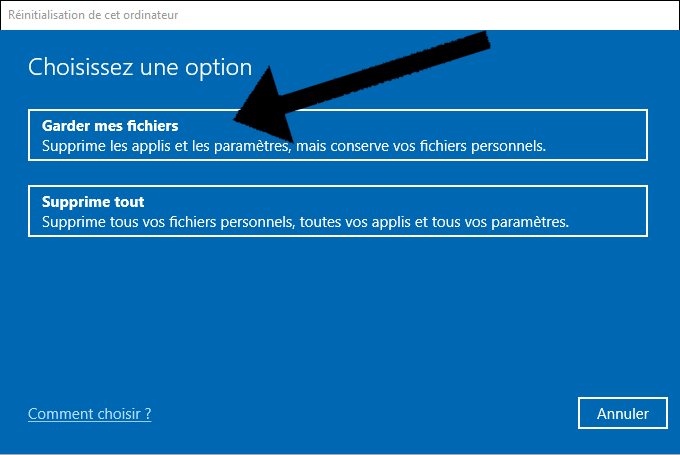 Réinitialisation de cet ordinateur
Choisissez une option
Garder mes fichiers
Supprime les applis et les paramètres, mais conserve vos fichiers personnels.
Supprime tout
Supprime tous vos fichiers personnels, toutes vos applis et tous vos paramètres.
Comment choisir ?
Annuler